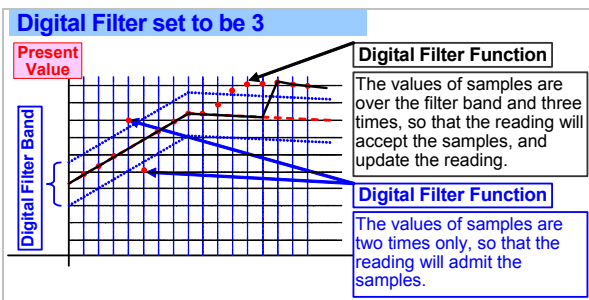 Digital Filter set to be 3
Present
Value
Digital Filter Band
Digital Filter Function
The values of samples are
over the filter band and three
times, so that the reading will
accept the samples, and
update the reading.
Digital Filter Function
The values of samples are
two times only, so that the
reading will admit the
samples.